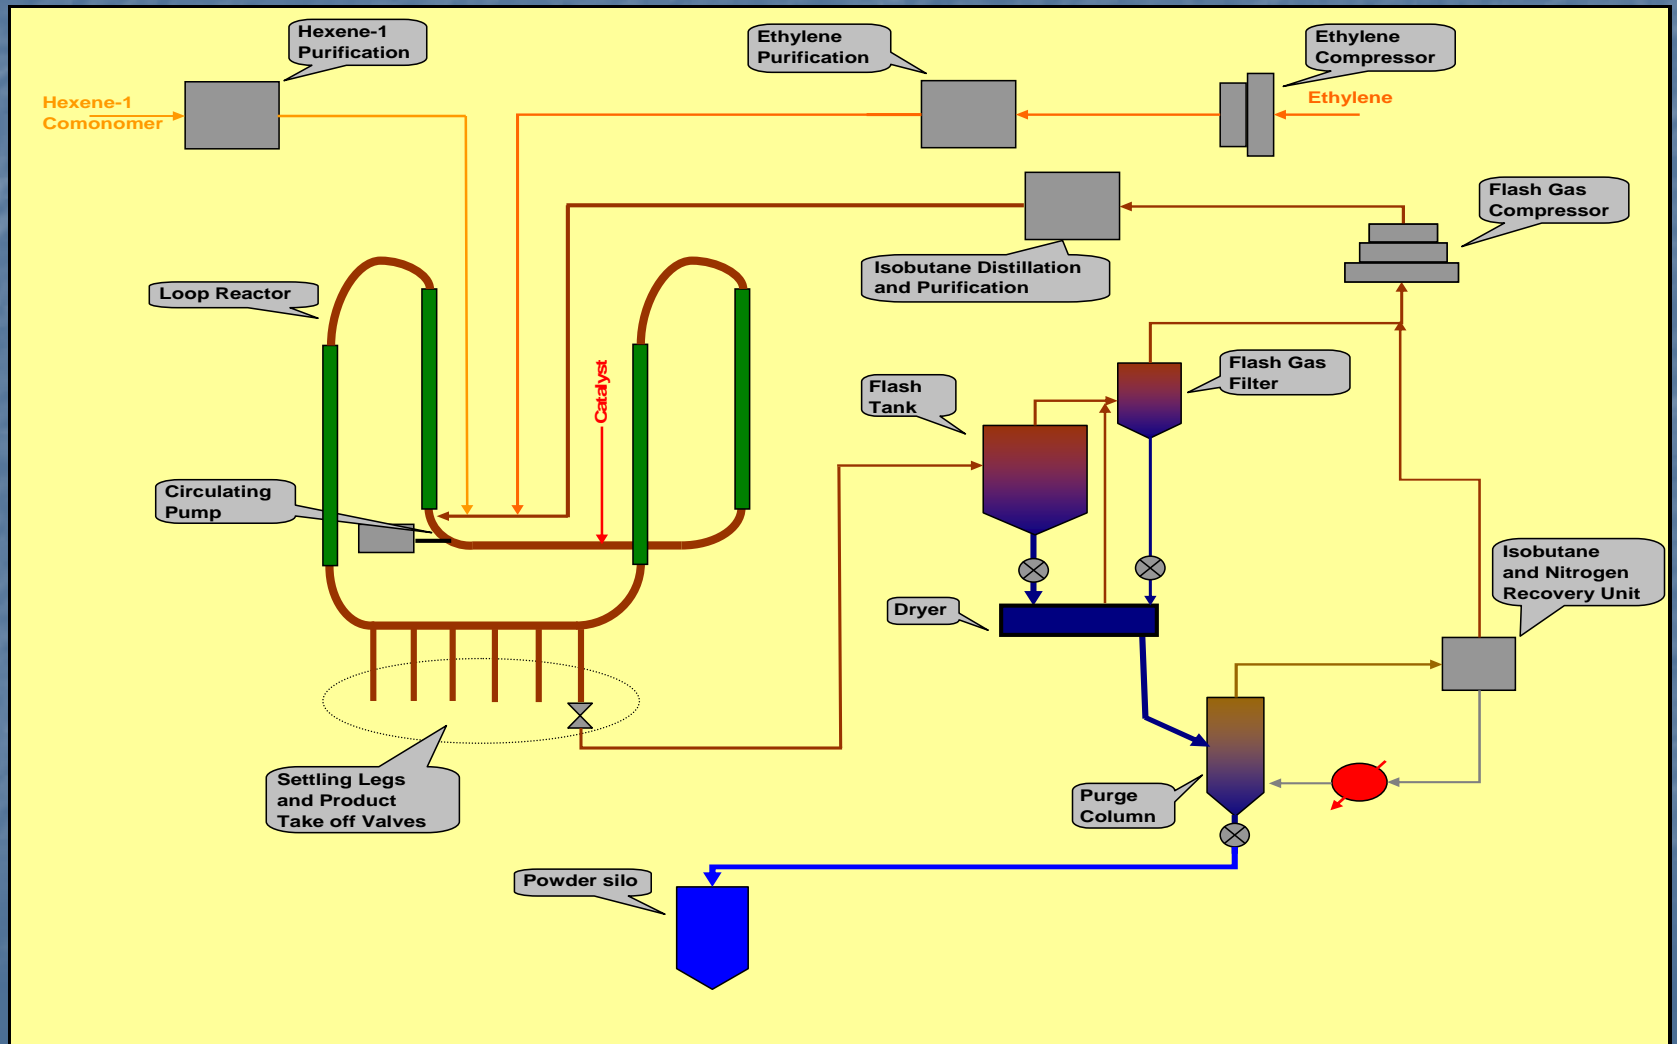 Hexene-1
Purification
Ethylene
Purification
Ethylene
Compressor
Hexene-1
Comonomer
Ethylene
Flash Gas
Compressor
Isobutane Distillation
and Purification
Loop Reactor
Catalyst
Flash Gas
Filter
Flash
Tank
Circulating
Pump
Isobutane
and Nitrogen
Recovery Unit
Dryer
Settling Legs
and Product
Take off Valves
Purge
Column
Powder silo